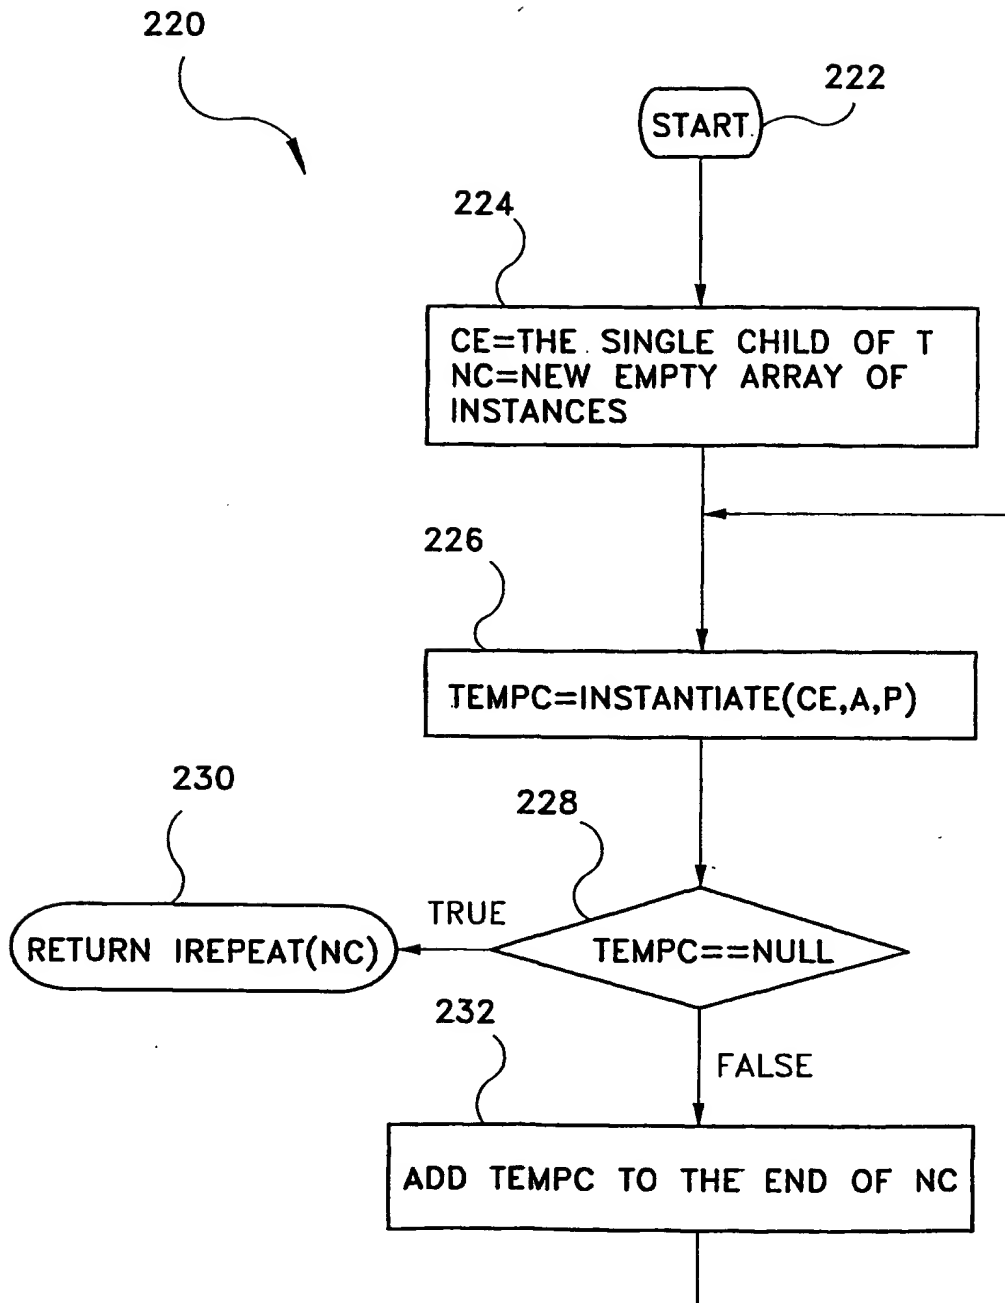 220
222
START
224
CE=THE SINGLE CHILD OF T
NC=NEW EMPTY ARRAY OF
INSTANCES
226
TEMPC=INSTANTIATE(CE,A,P)
230
228
TRUE
RETURN IREPEAT(NC)
TEMPC==NULL
232
FALSE
ADD TEMPC TO THE END OF NC